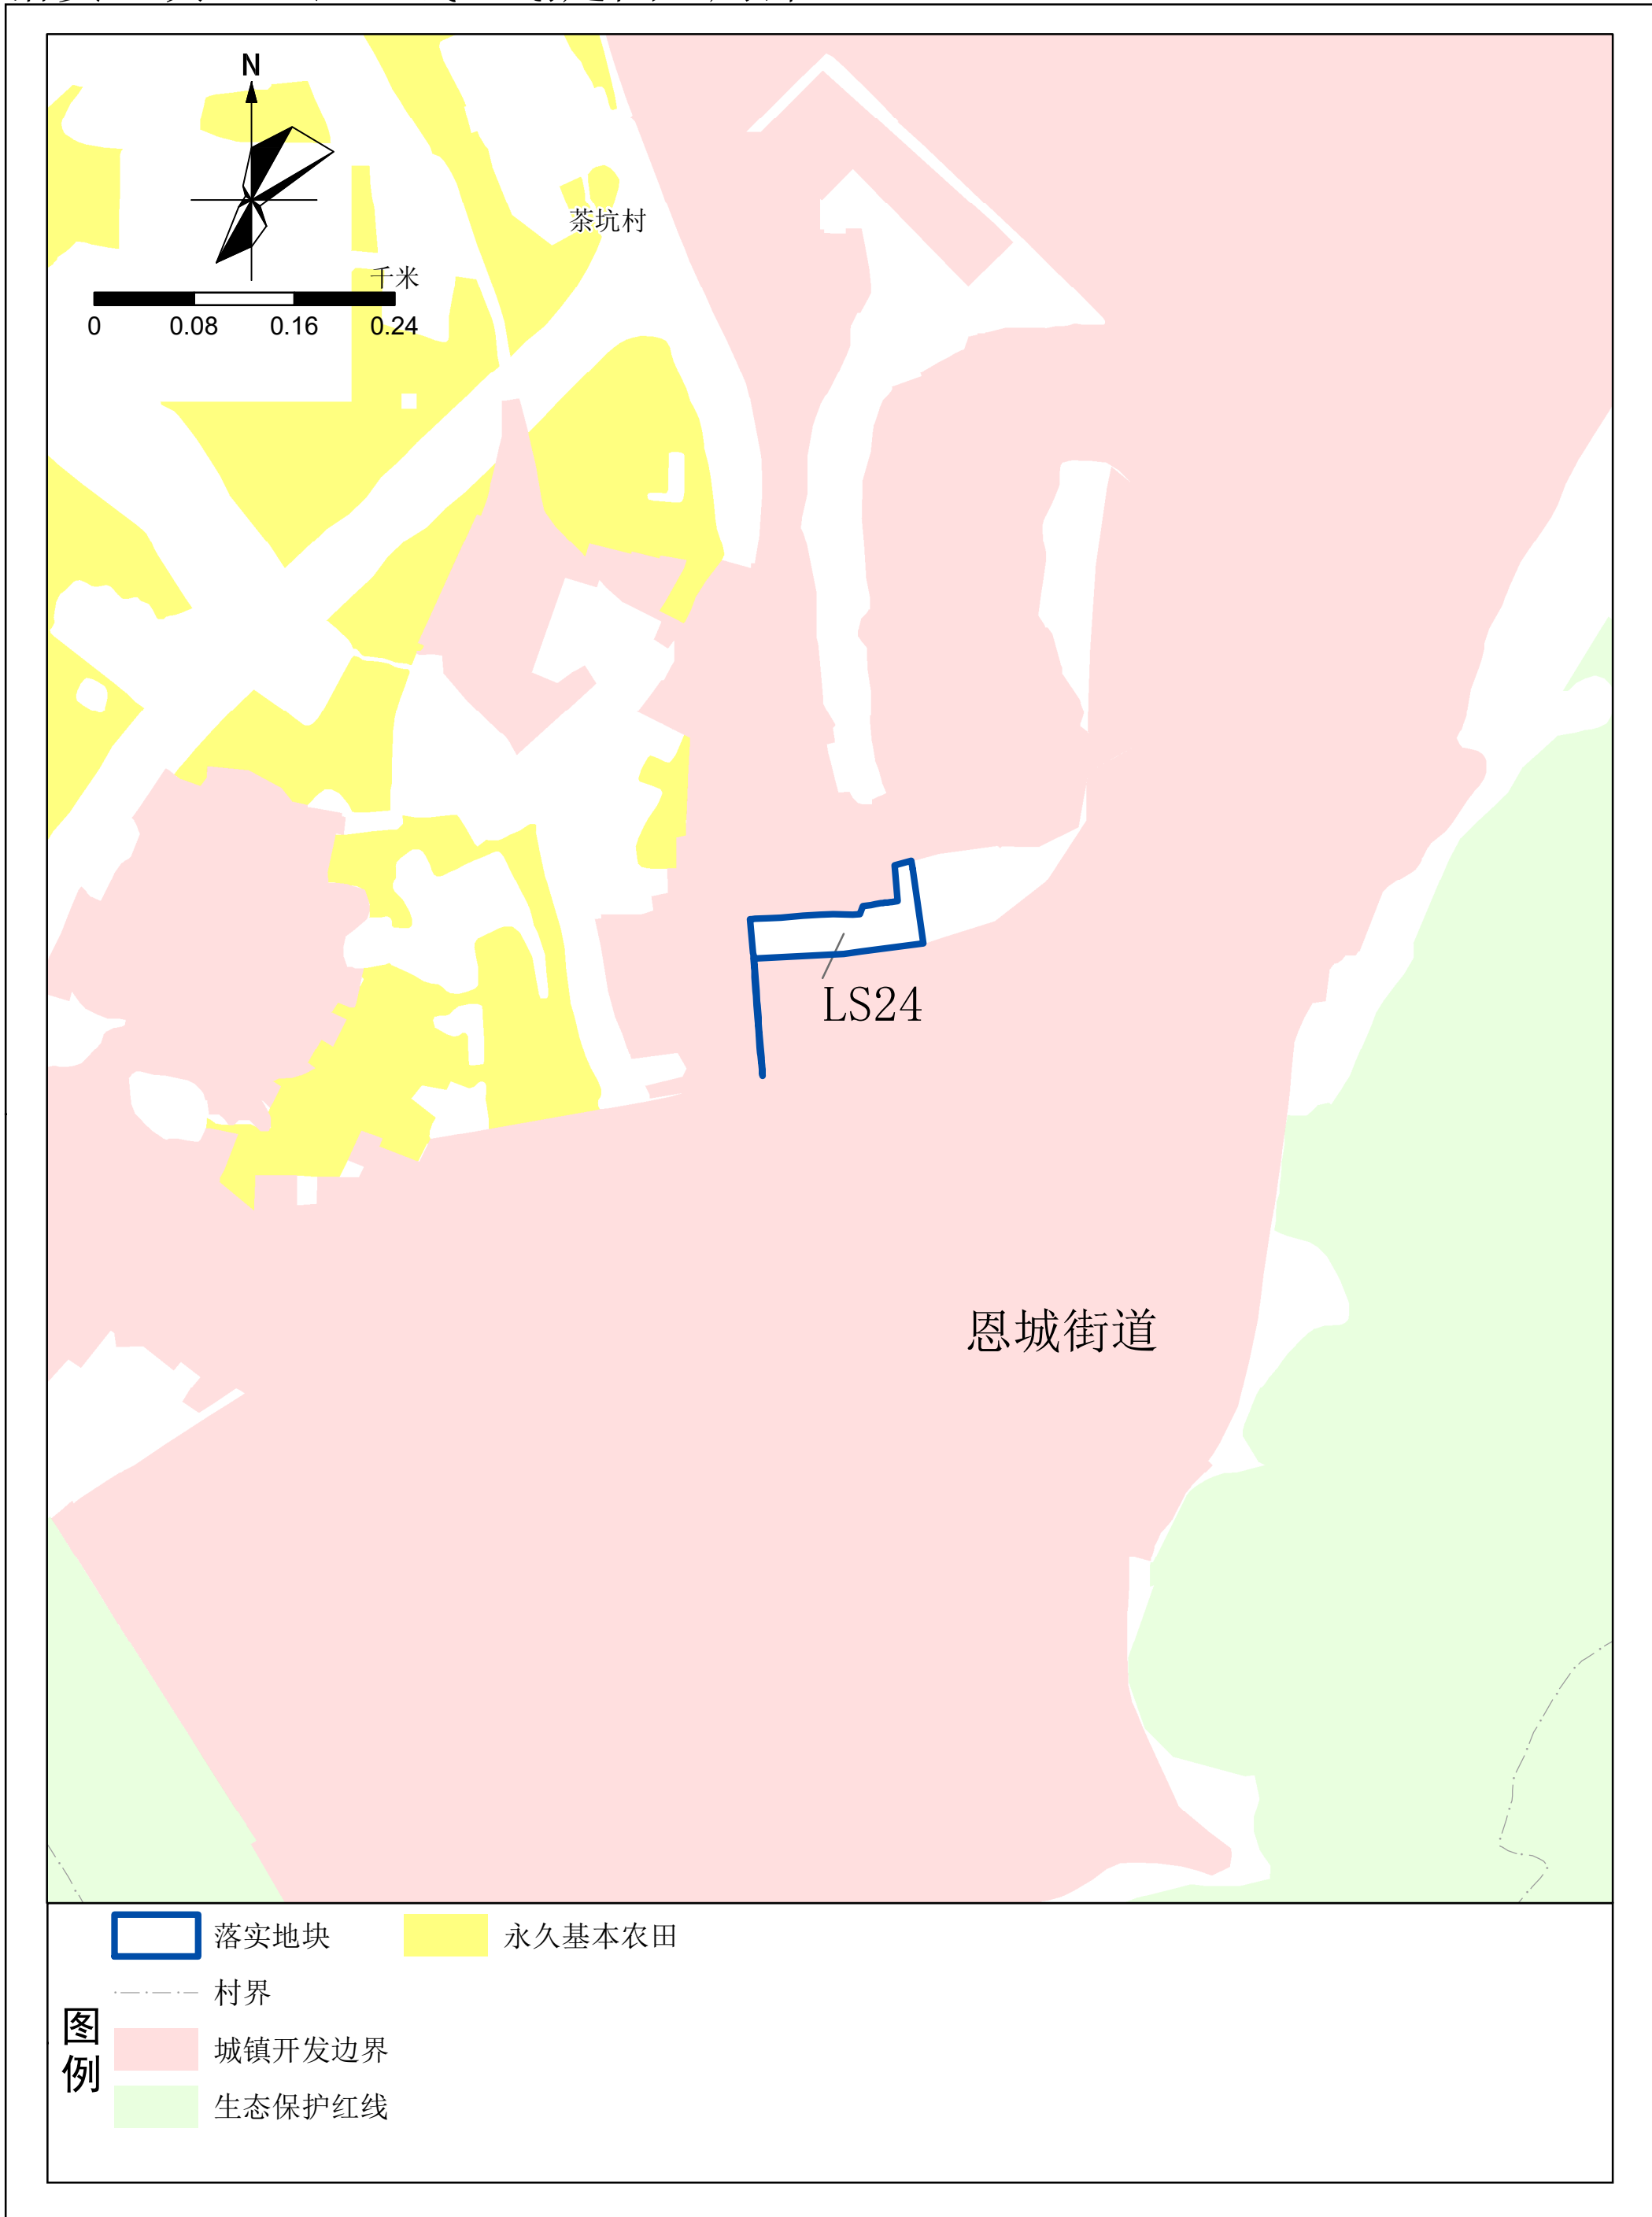 N
茶坑村
千米
0 0.08 0.16 0.24
LS24
恩城街道
图例
落实地块
永久基本农田
村界
城镇开发边界
生态保护红线